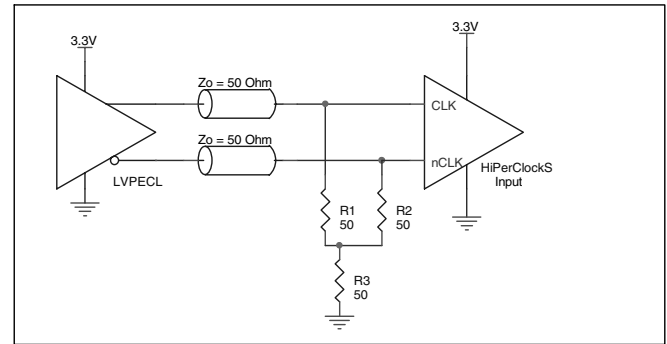 3.3V
3.3V
Zo = 50 Ohm
CLK
Zo = 50 Ohm
nCLK
HiPerClockS
Input
LVPECL
R1
50
R2
50
R3
50